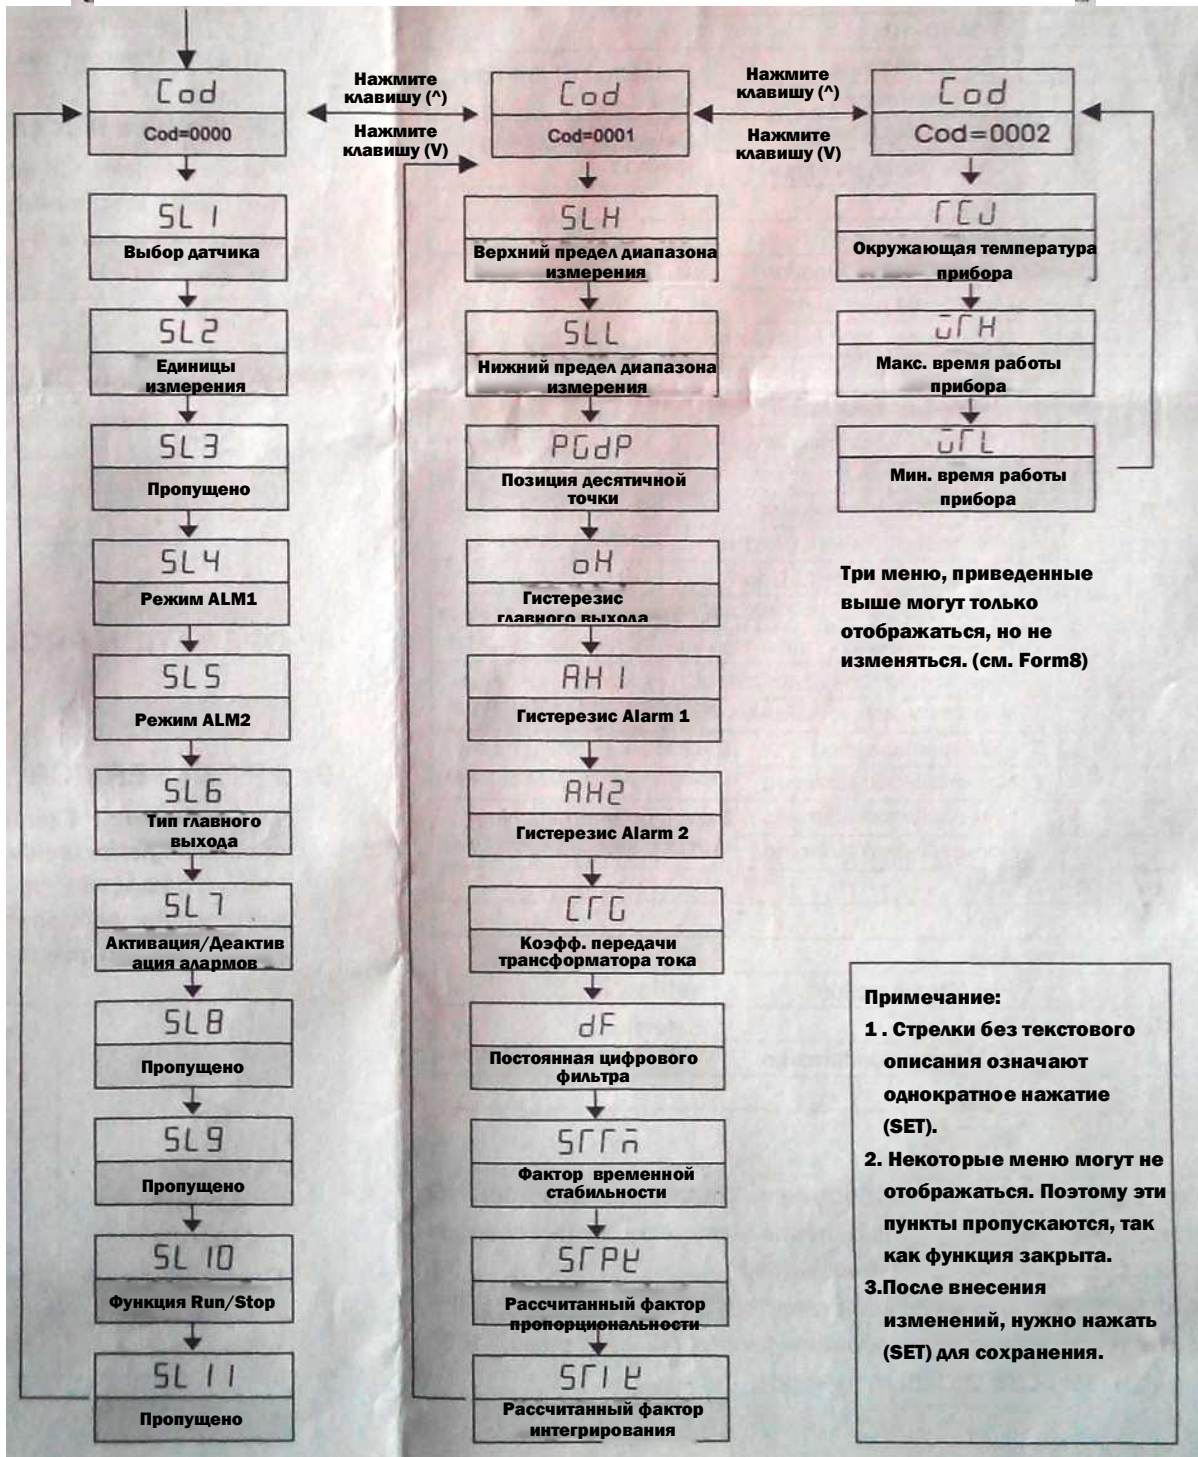 Cod
Cod=0000
SL1
Выбор датчика
SL2
Единицы
измерения
SL3
Пропущено
SL4
Режим ALM1
SL5
Режим ALM2
SL6
Тип главного
выхода
SL7
Активация/Деактив
ация алармов
SL8
Пропущено
SL9
Пропущено
SL10
Функция Run/Stop
SL11
Пропущено
Нажмите
клавишу (^)
Нажмите
клавишу (V)
Cod
Cod=0001
SLH
Верхний предел диапазона
измерения
SLL
Нижний предел диапазона
измерения
PGdP
Позиция десятичной
точки
oH
Гистерезис
главного выхода
AH1
Гистерезис Alarm 1
AH2
Гистерезис Alarm 2
CTG
Коэфф. передачи
трансформатора тока
dF
Постоянная цифрового
фильтра
Фактор временной
стабильности
Рассчитанный фактор
пропорциональности
Рассчитанный фактор
интегрирования
Нажмите
клавишу (^)
Нажмите
клавишу (V)
Cod
Cod=0002
TCJ
Окружающая температура
прибора
Макс. время работы
прибора
Мин. время работы
прибора
Три меню, приведенные
выше могут только
отображаться, но не
изменяться. (см. Form8)
Примечание:
1 . Стрелки без текстового
описания означают
однократное нажатие
(SET).
2. Некоторые меню могут не
отображаться. Поэтому эти
пункты пропускаются, так
как функция закрыта.
3.После внесения
изменений, нужно нажать
(SET) для сохранения.